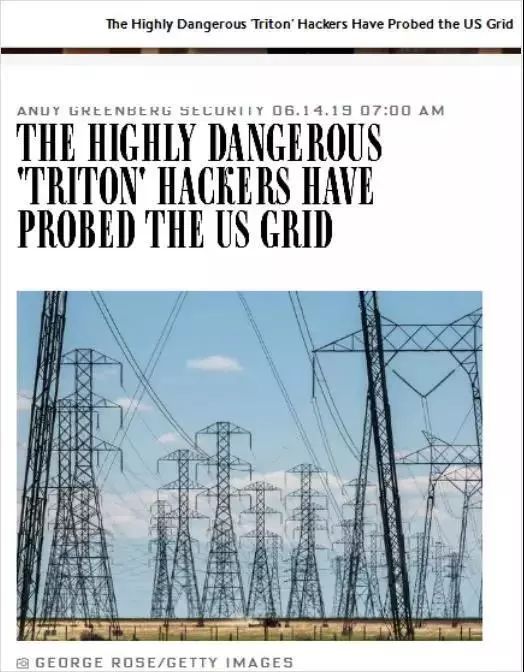 The Highly Dangerous 'Triton' Hackers Have Probed the US Grid
ANDY GREENBERG SECURITY 06.14.19 07:00 AM
THE HIGHLY DANGEROUS
'TRITON' HACKERS HAVE
PROBED THE US GRID
GEORGE ROSE/GETTY IMAGES